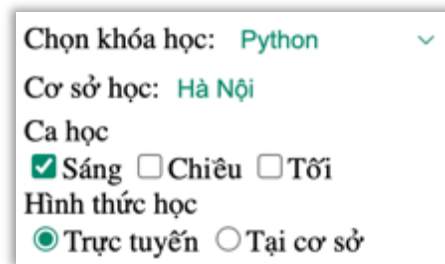 Chọn khóa học: Python
Cơ sở học: Hà Nội
Ca học
Sáng Chiều Tối
Hình thức học
Trực tuyến Tại cơ sở